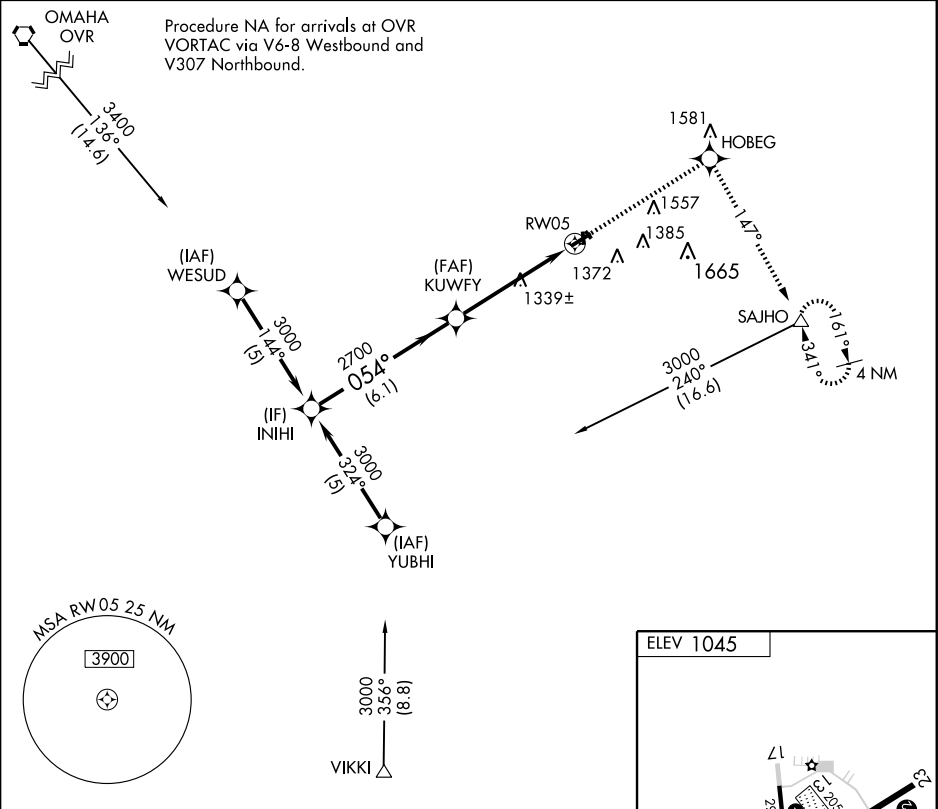 OMAHA
OVR
Procedure NA for arrivals at OVR
VORTAC via V6-8 Westbound and
V307 Northbound.
3400
136°
(14.6)
1581
HOBEG
1557
RW05
1385
1372
1665
147°
(IAF)
WESUD
(FAF)
KUWFY
1339±
SAJHO
161°
341°
4 NM
3000
144°
(5)
2700
054°
(6.1)
3000
240°
(16.6)
(IF)
INIHI
3000
324°
(5)
(IAF)
YUBHI
MSA RW05 25 NM
3900
3000
356°
(8.8)
VIKKI
ELEV 1045
17
23